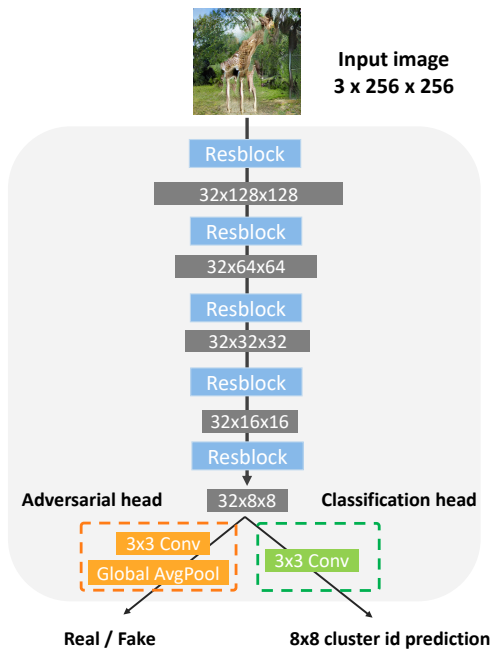 Input image
3 x 256 x 256
Resblock
32x128x128
Resblock
32x64x64
Resblock
32x32x32
Resblock
32x16x16
Resblock
Adversarial head
32x8x8
Classification head
3x3 Conv
Global AvgPool
3x3 Conv
Real / Fake
8x8 cluster id prediction